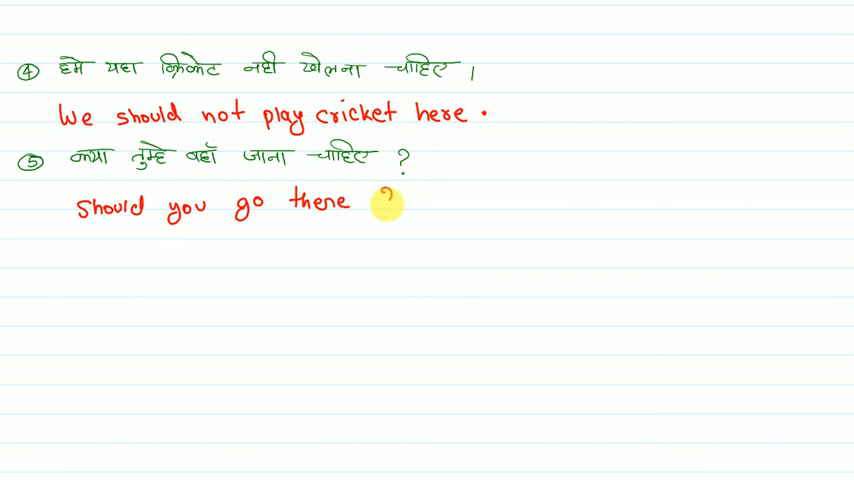 ④ हमे यहा क्रिकेट नही खेलना चाहिए ।
We should not play cricket here .
⑤ क्या तुम्हे वहाँ जाना चाहिए ?
Should you go there ?